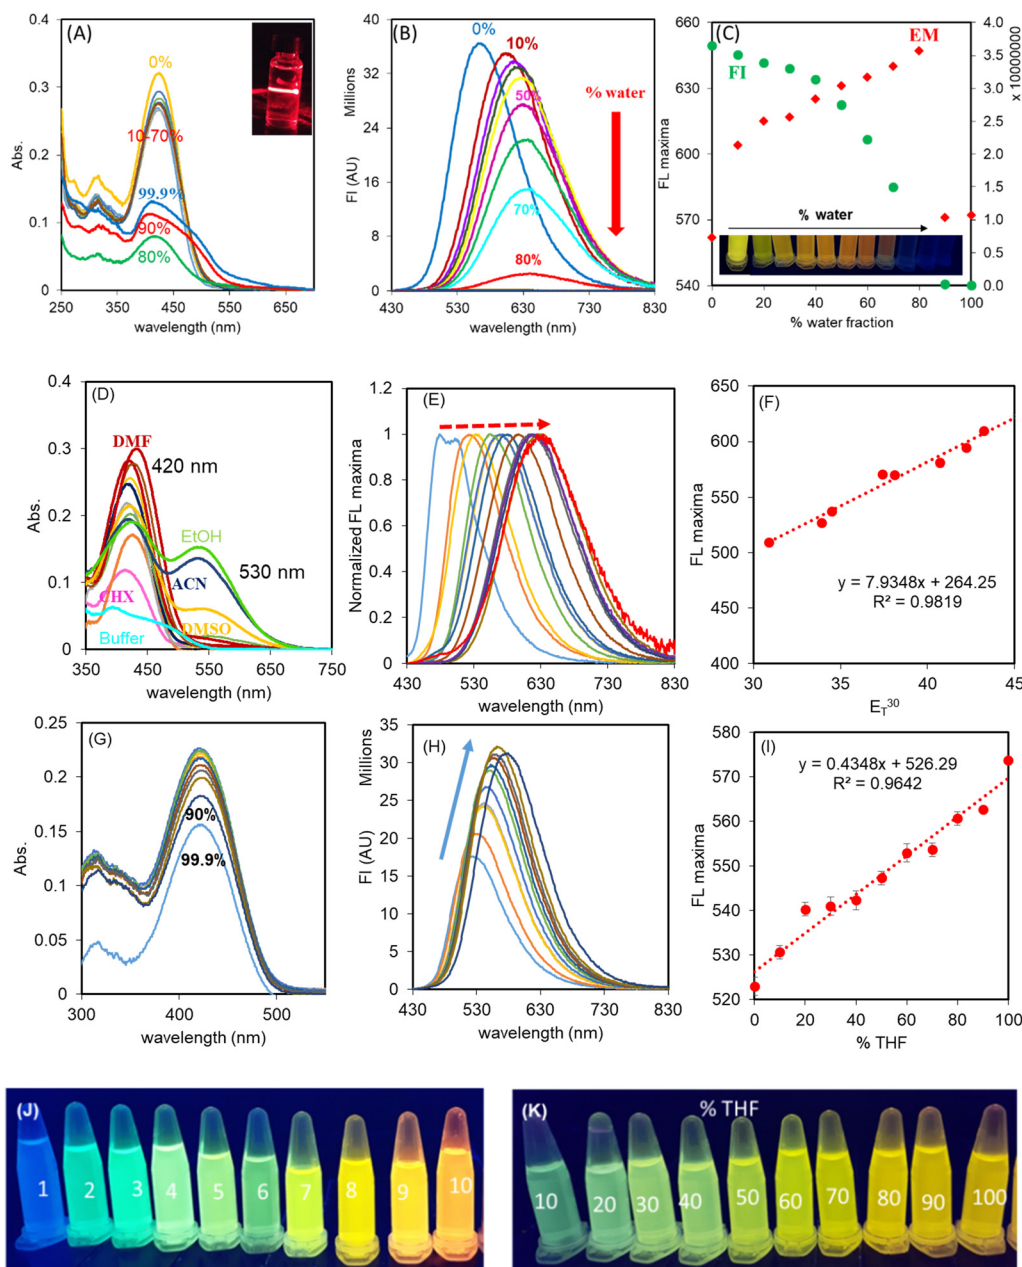 (A)
0%
10-70%
99.9%
90%
80%
Abs.
0.4
0.3
0.2
0.1
0
250 350 450 550 650
wavelength (nm)
(B)
0%
10%
50%
70%
80%
% water
Millions
FI (AU)
40
32
24
16
8
0
430 530 630 730 830
wavelength (nm)
(C)
EM
FI
% water
FL maxima
660
630
600
570
540
4.0
3.5
3.0
2.5
2.0
1.5
1.0
0.5
0.0
x 10000000
0 20 40 60 80 100
% water fraction
(D)
DMF
420 nm
EtOH
530 nm
ACN
CHX
DMSO
Buffer
Abs.
0.4
0.3
0.2
0.1
0
350 450 550 650 750
wavelength (nm)
(E)
Normalized FL maxima
1.2
1
0.8
0.6
0.4
0.2
0
430 530 630 730 830
wavelength (nm)
(F)
y = 7.9348x + 264.25
R² = 0.9819
FL maxima
650
600
550
500
450
400
30 35 40 45
E_T^30
(G)
90%
99.9%
Abs.
0.25
0.2
0.15
0.1
0.05
0
300 400 500
wavelength (nm)
(H)
Millions
FI (AU)
35
30
25
20
15
10
5
0
430 530 630 730 830
wavelength (nm)
(I)
y = 0.4348x + 526.29
R² = 0.9642
FL maxima
580
570
560
550
540
530
520
0 20 40 60 80 100
% THF
(J)
1 2 3 4 5 6 7 8 9 10
(K)
% THF
10 20 30 40 50 60 70 80 90 100